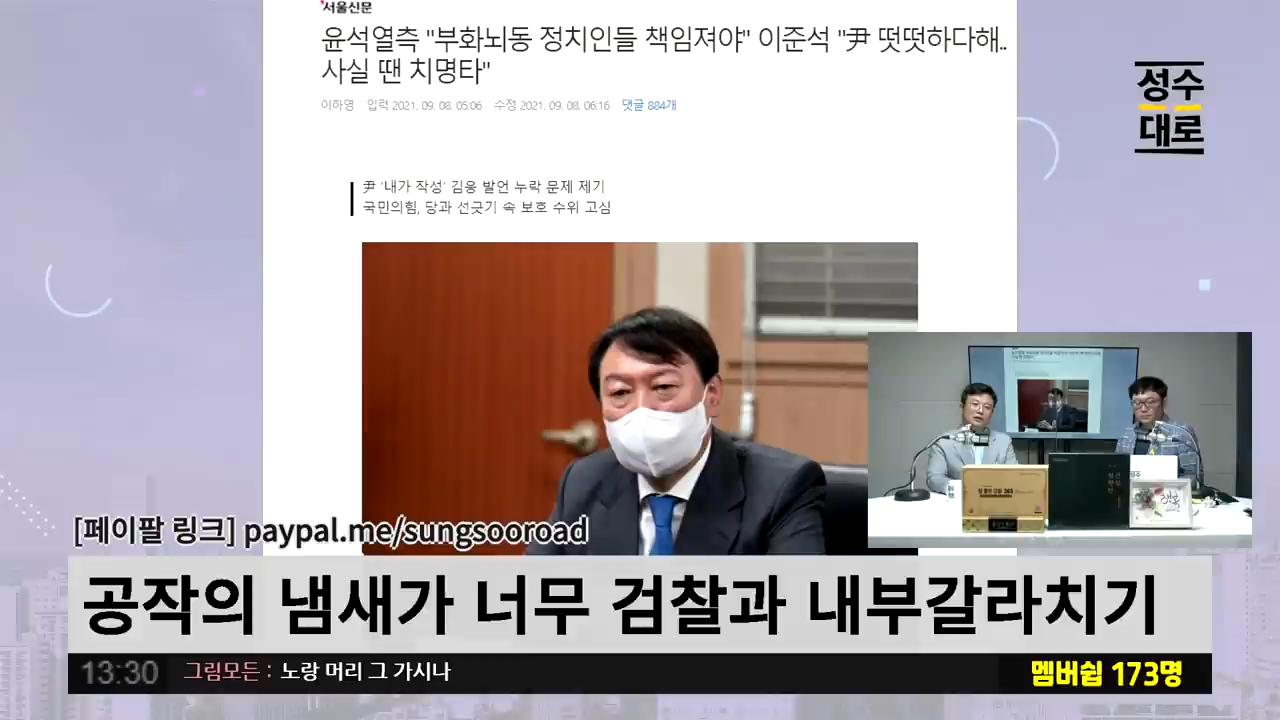 서울신문
윤석열측 "부화뇌동 정치인들 책임져야" 이준석 "尹 떳떳하다해..
사실 땐 치명타"
이하영 입력 2021. 09. 08. 05:06 수정 2021. 09. 08. 06:16 댓글 884개
성수
대로
尹 '내가 작성' 김웅 발언 누락 문제 제기
국민의힘, 당과 선긋기 속 보호 수위 고심
[페이팔 링크] paypal.me/sungsooroad
공작의 냄새가 너무 검찰과 내부갈라치기
13:30 그림모든 : 노랑 머리 그 가시나 멤버쉽 173명